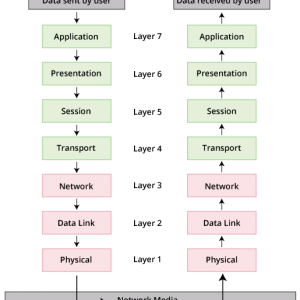 Data sent by user Data received by user
Application Layer 7 Application
Presentation Layer 6 Presentation
Session Layer 5 Session
Transport Layer 4 Transport
Network Layer 3 Network
Data Link Layer 2 Data Link
Physical Layer 1 Physical
Network Media